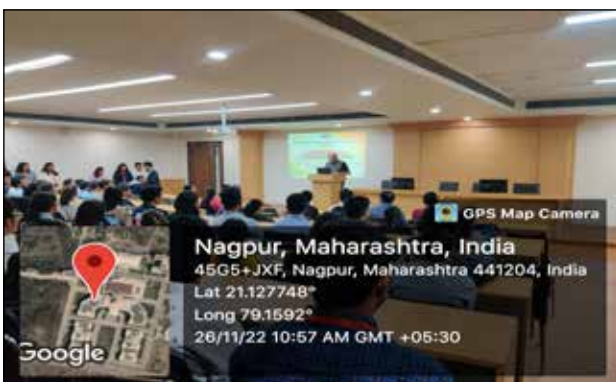 GPS Map Camera
Nagpur, Maharashtra, India
45G5+JXF, Nagpur, Maharashtra 441204, India
Lat 21.127748°
Long 79.1592°
26/11/22 10:57 AM GMT +05:30
Google